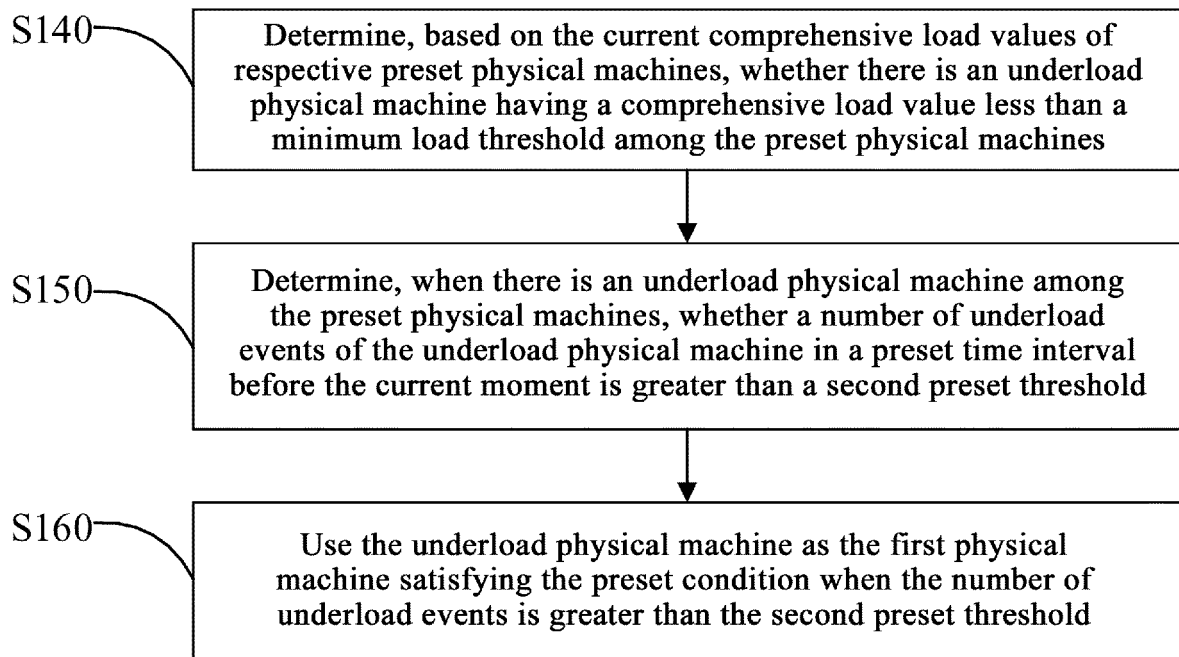 S140
Determine, based on the current comprehensive load values of
respective preset physical machines, whether there is an underload
physical machine having a comprehensive load value less than a
minimum load threshold among the preset physical machines
S150
Determine, when there is an underload physical machine among
the preset physical machines, whether a number of underload
events of the underload physical machine in a preset time interval
before the current moment is greater than a second preset threshold
S160
Use the underload physical machine as the first physical
machine satisfying the preset condition when the number of
underload events is greater than the second preset threshold